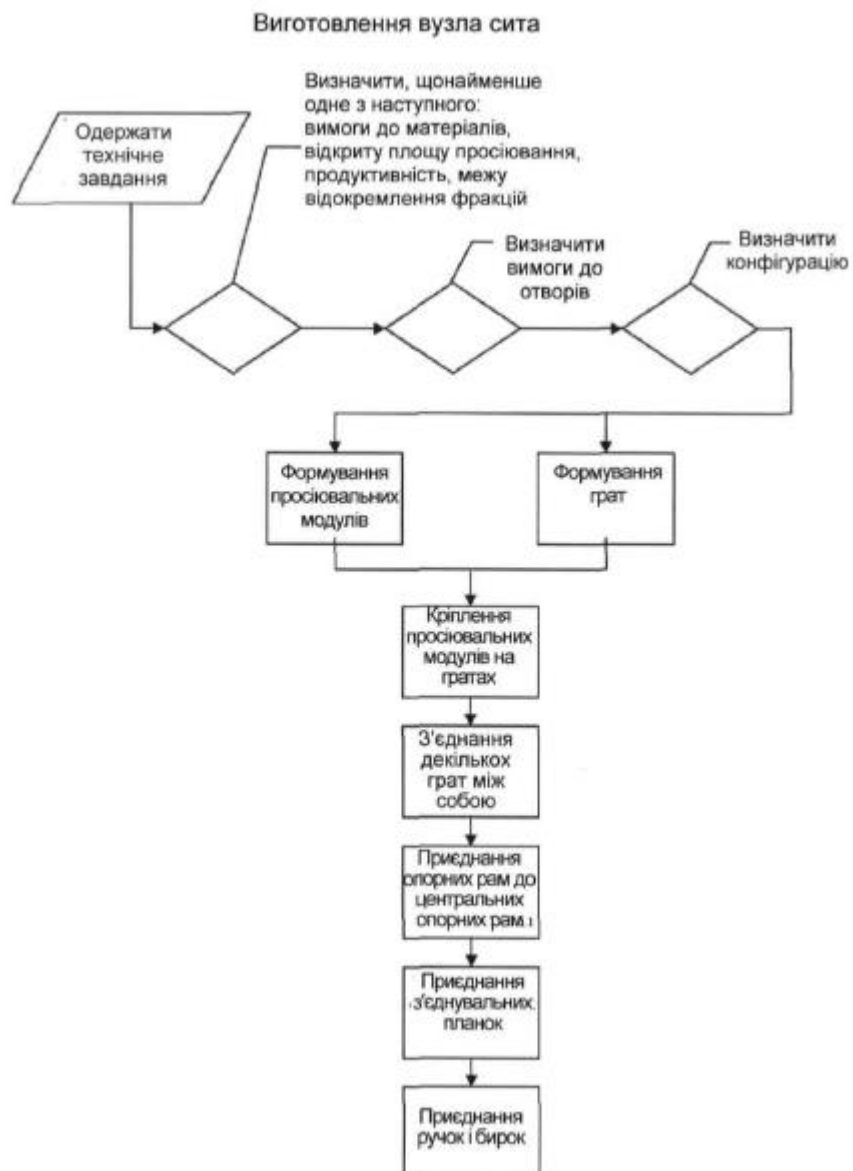 Виготовлення вузла сита
Одержати
технічне
завдання
Визначити, щонайменше
одне з наступного:
вимоги до матеріалів,
відкриту площу просіювання,
продуктивність, межу
відокремлення фракцій
Визначити
вимоги до
отворів
Визначити
конфігурацію
Формування
просіювальних
модулів
Формування
грат
Кріплення
просіювальних
модулів на
гратах
З'єднання
декількох
грат між
собою
Приєднання
опорних рам до
центральних
опорних рам
Приєднання
з'єднувальних
планок
Приєднання
ручок і бирок